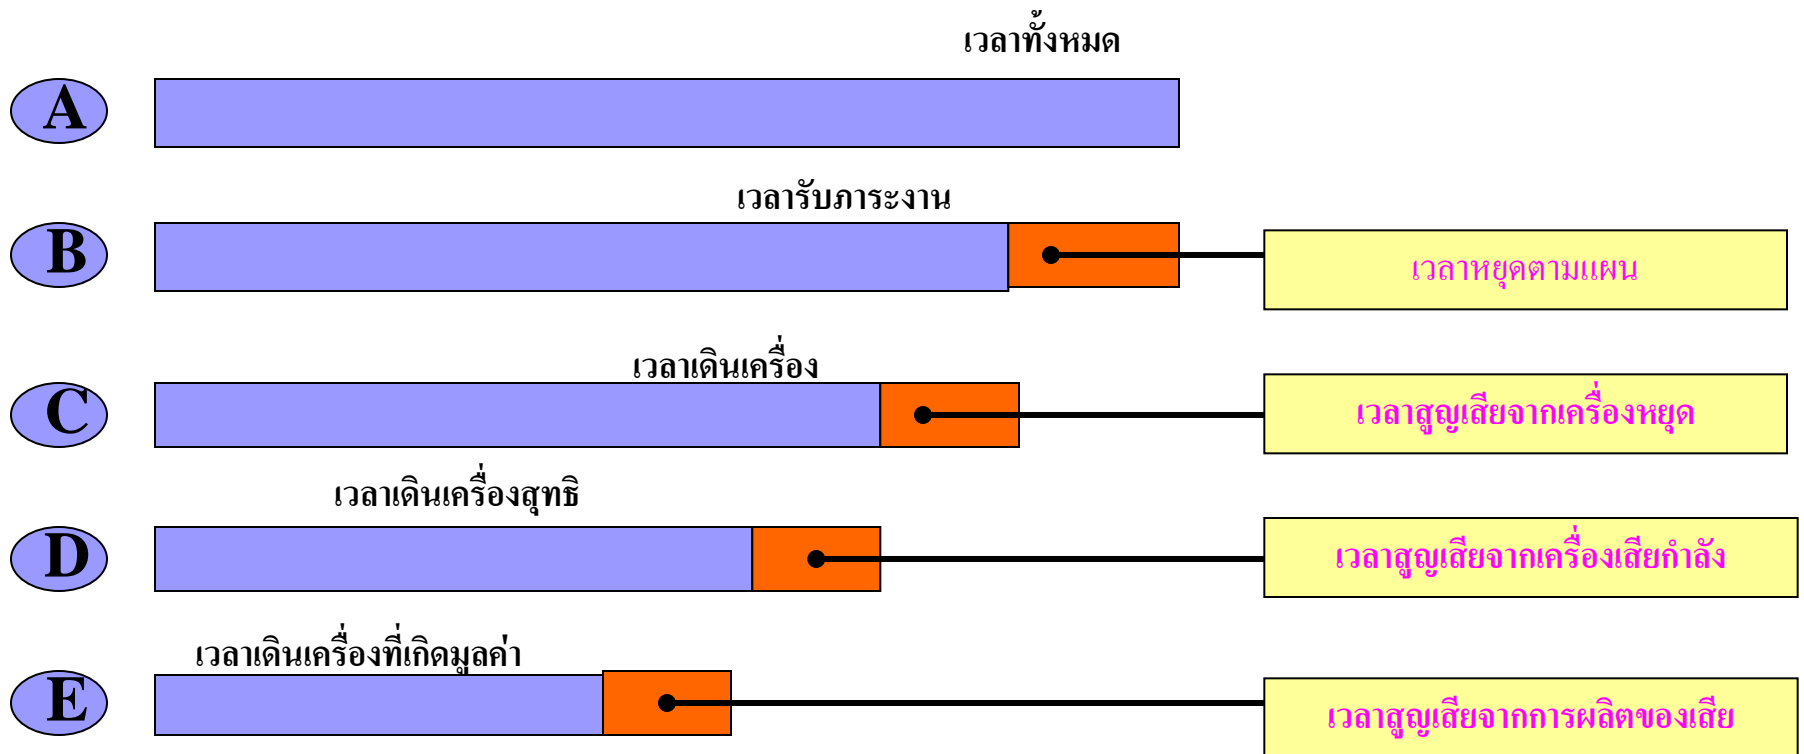 เวลาทั้งหมด
A
เวลารับภาระงาน
B
เวลาหยุดตามแผน
เวลาเดินเครื่อง
C
เวลาสูญเสียจากเครื่องหยุด
เวลาเดินเครื่องสุทธิ
D
เวลาสูญเสียจากเครื่องเสียกำลัง
เวลาเดินเครื่องที่เกิดมูลค่า
E
เวลาสูญเสียจากการผลิตของเสีย